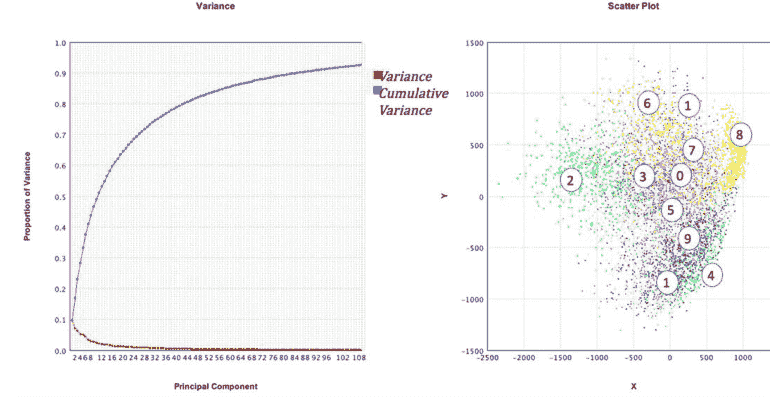 Variance
Proportion of Variance
1.0
0.9
0.8
0.7
0.6
0.5
0.4
0.3
0.2
0.1
0.0
2 4 6 8 12 16 20 24 28 32 36 40 44 48 52 56 60 64 68 72 76 80 84 88 92 96 102 108
Principal Component
Variance
Cumulative
Variance
Scatter Plot
Y
1500
1000
500
0
-500
-1000
-1500
-2500 -2000 -1500 -1000 -500 0 500 1000
X
6
1
8
7
2
3
0
5
9
4
1